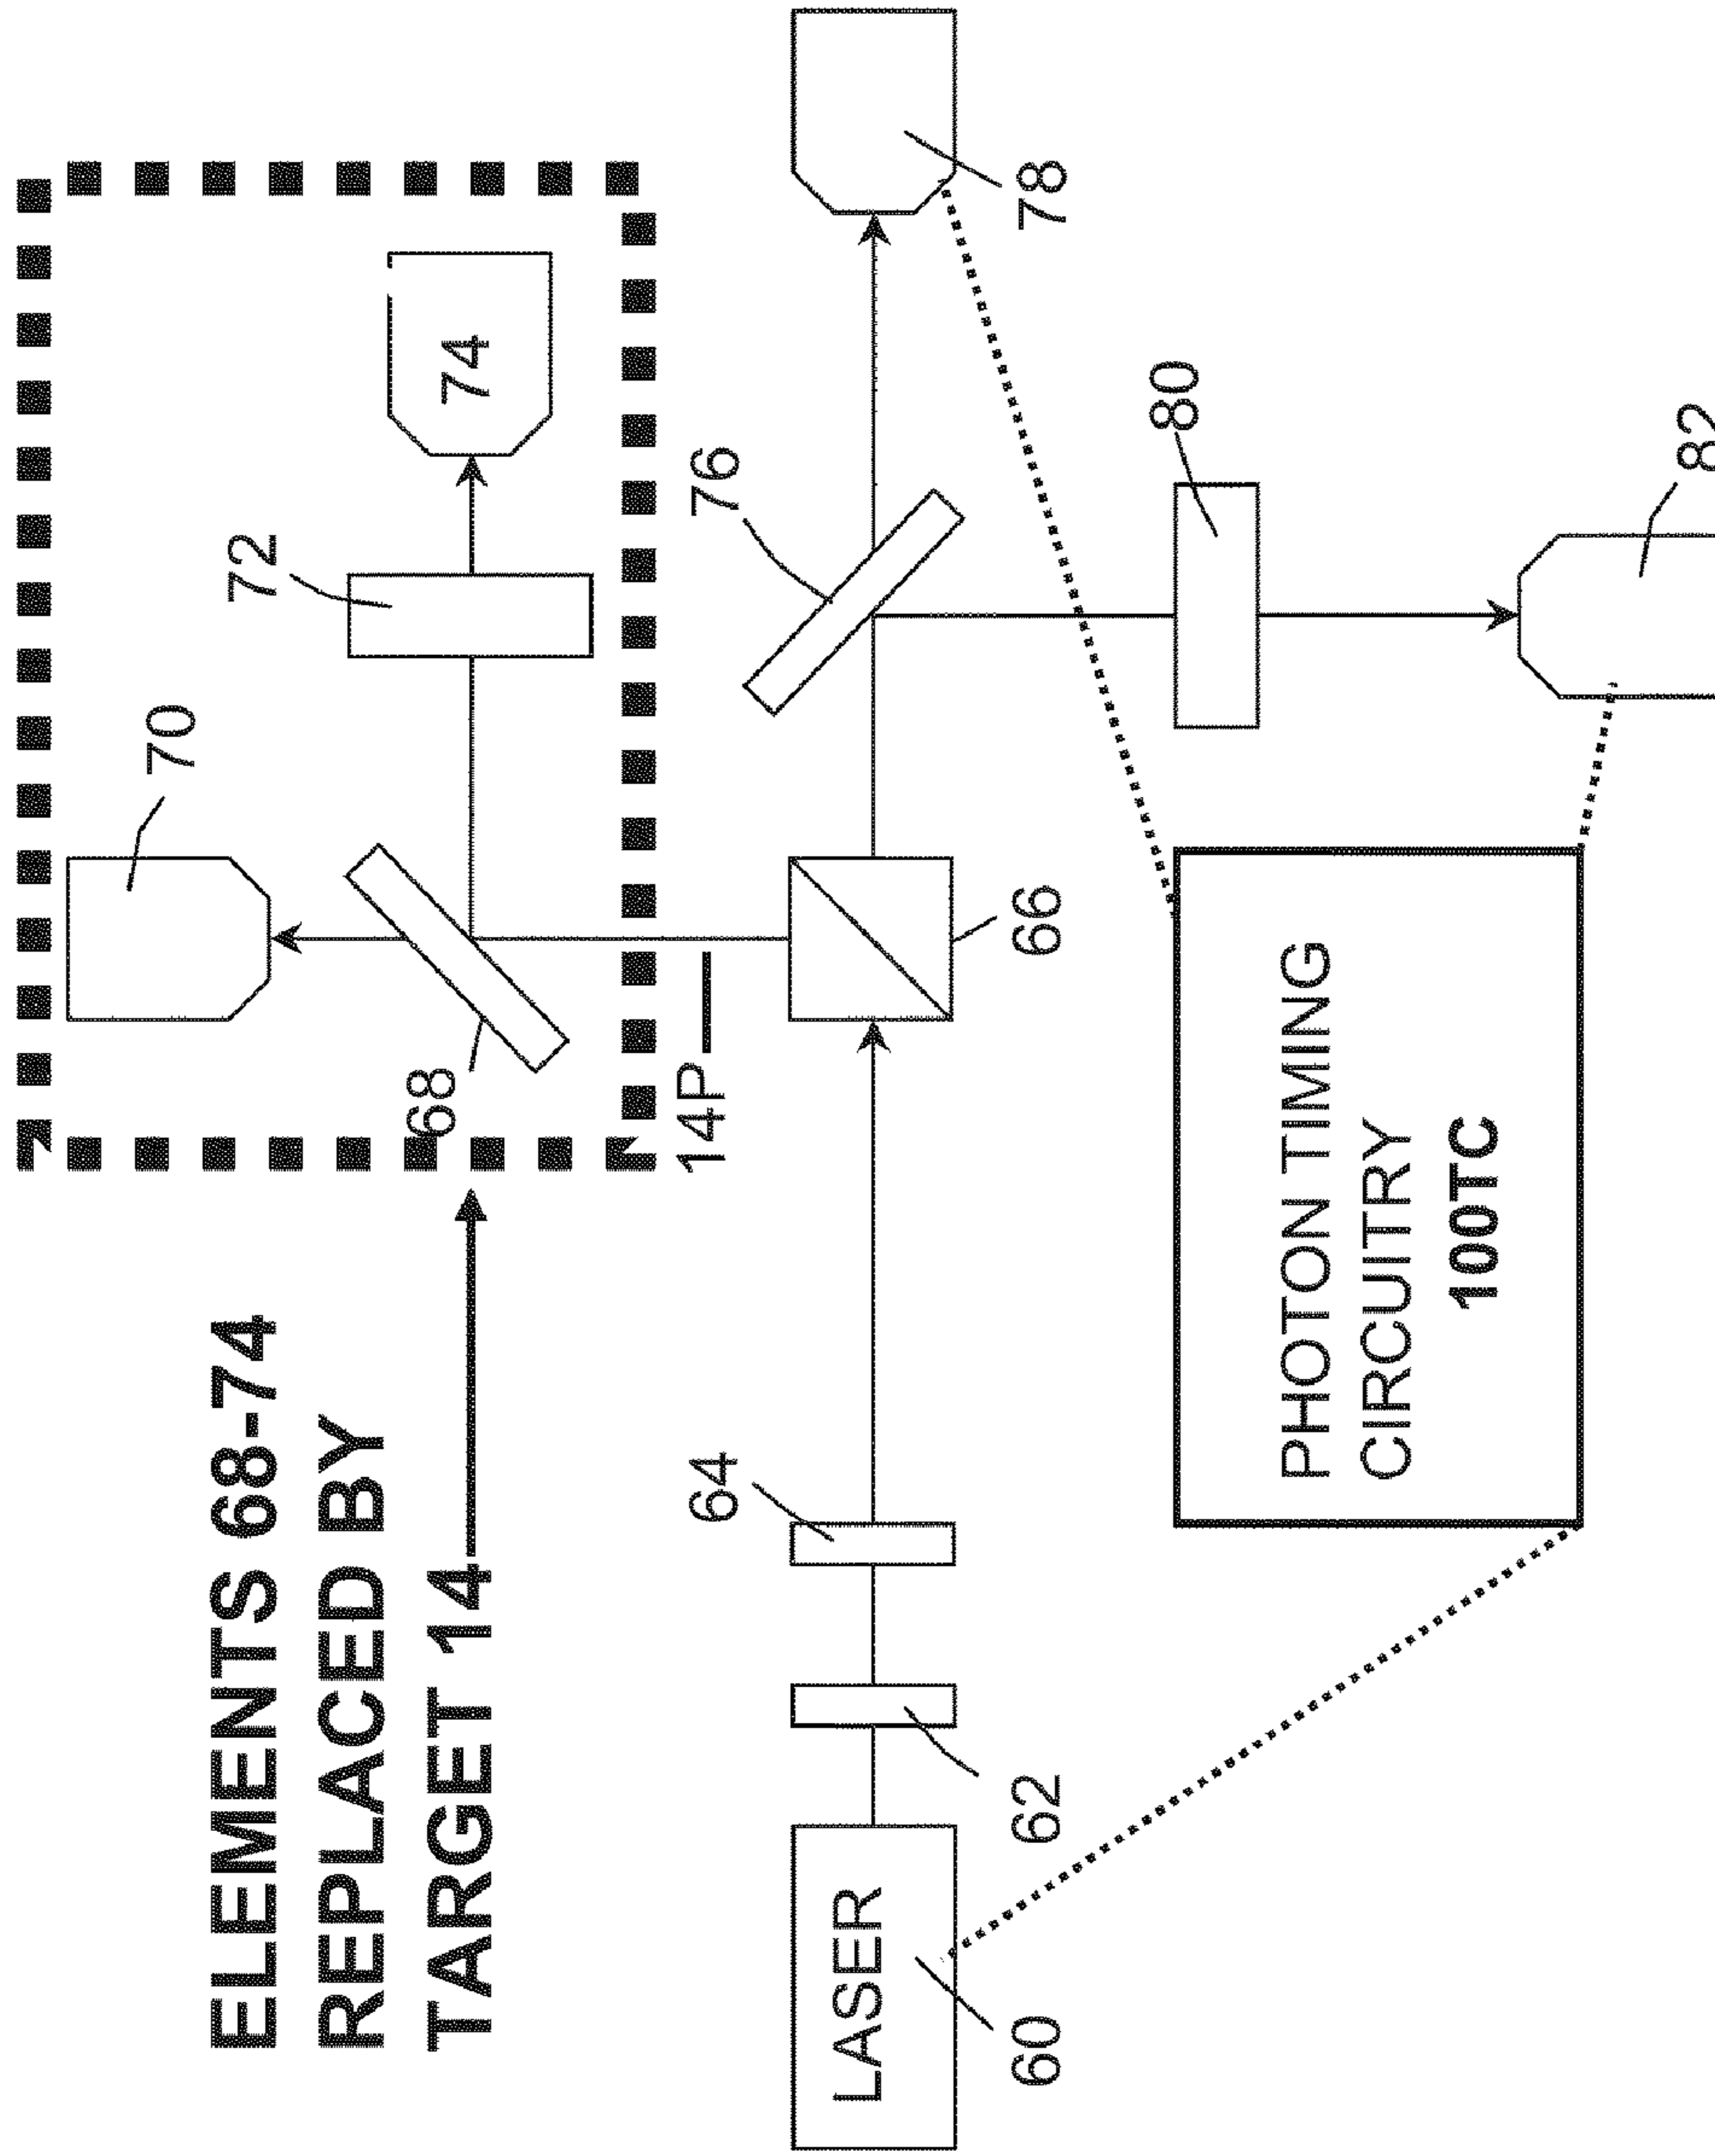 ELEMENTS 68-74
REPLACED BY
TARGET 14
70
72
74
68
14P
76
78
64
66
80
82
LASER
60
62
PHOTON TIMING
CIRCUITRY
100TC